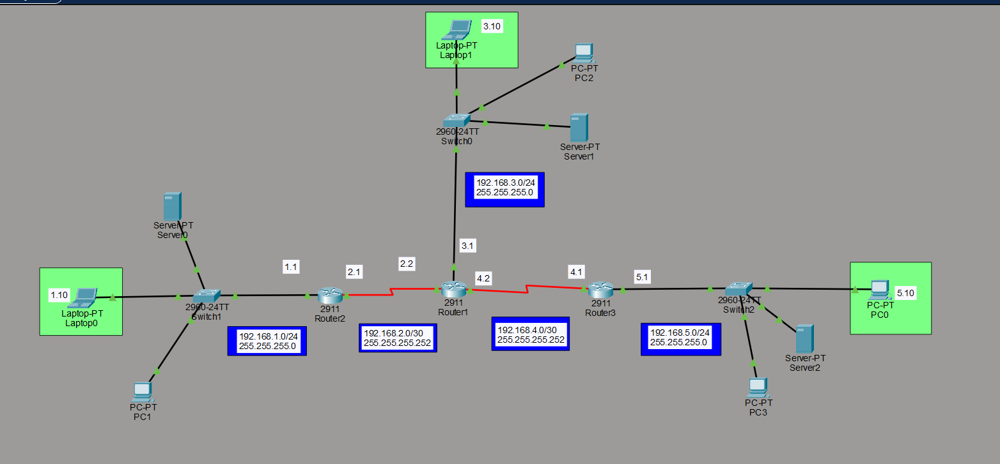 3.10
Laptop-PT
Laptop1
PC-PT
PC2
2960-24TT
Switch0
Server-PT
Server1
192.168.3.0/24
255.255.255.0
Server-PT
Server0
3.1
1.1
2.1
2.2
4.2
4.1
5.1
1.10
Laptop-PT
Laptop0
2960-24TT
Switch1
2911
Router2
2911
Router1
2911
Router3
2960-24TT
Switch2
5.10
PC-PT
PC0
192.168.1.0/24
255.255.255.0
192.168.2.0/30
255.255.255.252
192.168.4.0/30
255.255.255.252
192.168.5.0/24
255.255.255.0
Server-PT
Server2
PC-PT
PC1
PC-PT
PC3